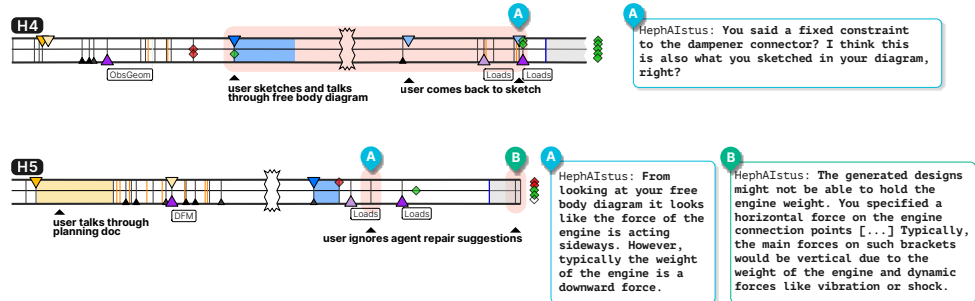 H4
A
A
HephAIstus: You said a fixed constraint
to the dampener connector? I think this
is also what you sketched in your diagram,
right?
ObsGeom
Loads
Loads
user sketches and talks
through free body diagram
user comes back to sketch
H5
A
B
A
B
HephAIstus: From
looking at your free
body diagram it looks
like the force of the
engine is acting
sideways. However,
typically the weight
of the engine is a
downward force.
HephAIstus: The generated designs
might not be able to hold the
engine weight. You specified a
horizontal force on the engine
connection points [...] Typically,
the main forces on such brackets
would be vertical due to the
weight of the engine and dynamic
forces like vibration or shock.
DFM
Loads
Loads
user talks through
planning doc
user ignores agent repair suggestions